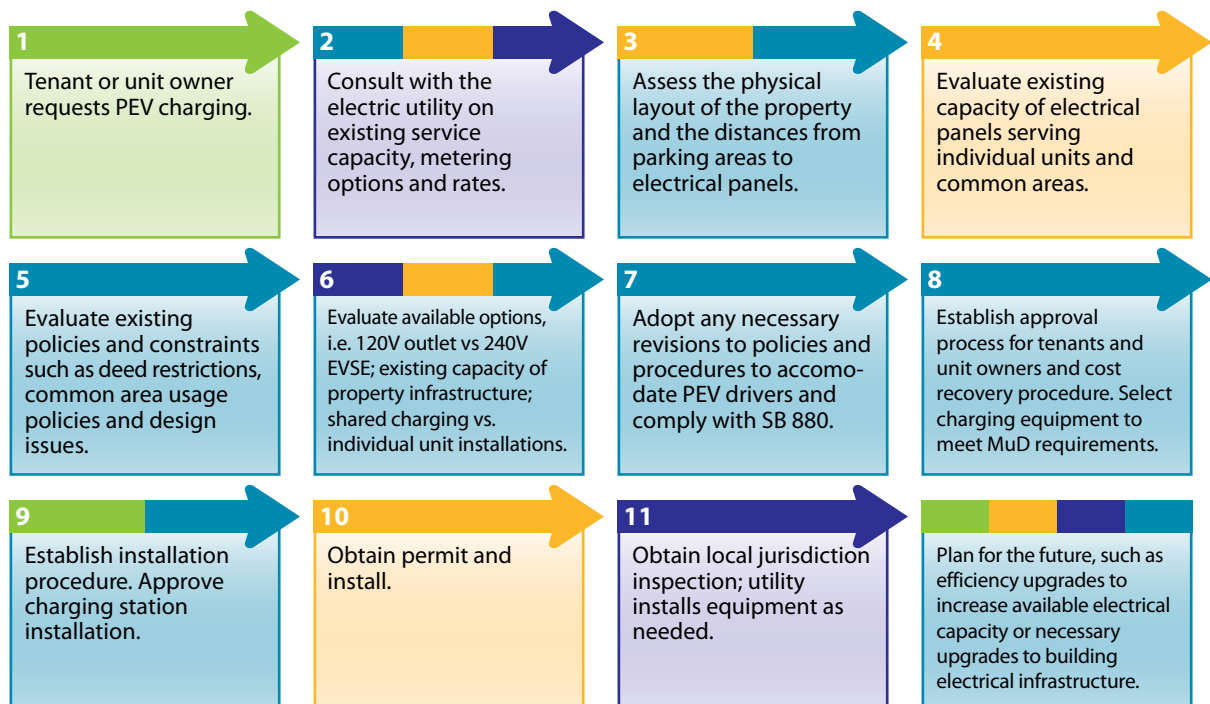 1
Tenant or unit owner
requests PEV charging.
2
Consult with the
electric utility on
existing service
capacity, metering
options and rates.
3
Assess the physical
layout of the property
and the distances from
parking areas to
electrical panels.
4
Evaluate existing
capacity of electrical
panels serving
individual units and
common areas.
5
Evaluate existing
policies and constraints
such as deed restrictions,
common area usage
policies and design
issues.
6
Evaluate available options,
i.e. 120V outlet vs 240V
EVSE; existing capacity of
property infrastructure;
shared charging vs.
individual unit installations.
7
Adopt any necessary
revisions to policies and
procedures to accomo-
date PEV drivers and
comply with SB 880.
8
Establish approval
process for tenants and
unit owners and cost
recovery procedure. Select
charging equipment to
meet MuD requirements.
9
Establish installation
procedure. Approve
charging station
installation.
10
Obtain permit and
install.
11
Obtain local jurisdiction
inspection; utility
installs equipment as
needed.
Plan for the future, such as
efficiency upgrades to
increase available electrical
capacity or necessary
upgrades to building
electrical infrastructure.